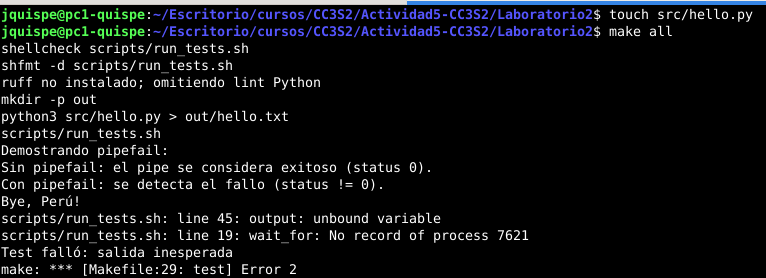 jquispe@pc1-quispe:~/Escritorio/cursos/CC3S2/Actividad5-CC3S2/Laboratorio2$ touch src/hello.py
jquispe@pc1-quispe:~/Escritorio/cursos/CC3S2/Actividad5-CC3S2/Laboratorio2$ make all
shellcheck scripts/run_tests.sh
shfmt -d scripts/run_tests.sh
ruff no instalado; omitiendo lint Python
mkdir -p out
python3 src/hello.py > out/hello.txt
scripts/run_tests.sh
Demostrando pipefail:
Sin pipefail: el pipe se considera exitoso (status 0).
Con pipefail: se detecta el fallo (status != 0).
Bye, Perú!
scripts/run_tests.sh: line 45: output: unbound variable
scripts/run_tests.sh: line 19: wait_for: No record of process 7621
Test falló: salida inesperada
make: *** [Makefile:29: test] Error 2